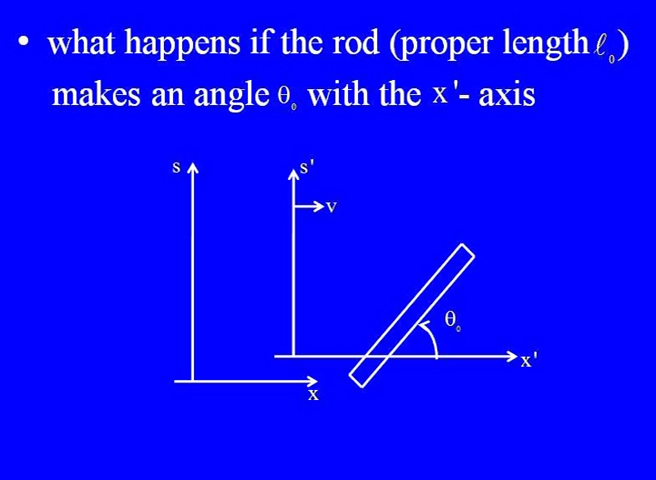 • what happens if the rod (proper length ℓ₀)
makes an angle θ₀ with the x'- axis
s
s'
v
θ₀
x'
x